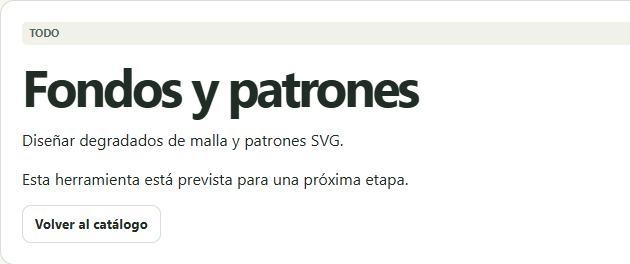 TODO
Fondos y patrones
Diseñar degradados de malla y patrones SVG.
Esta herramienta está prevista para una próxima etapa.
Volver al catálogo